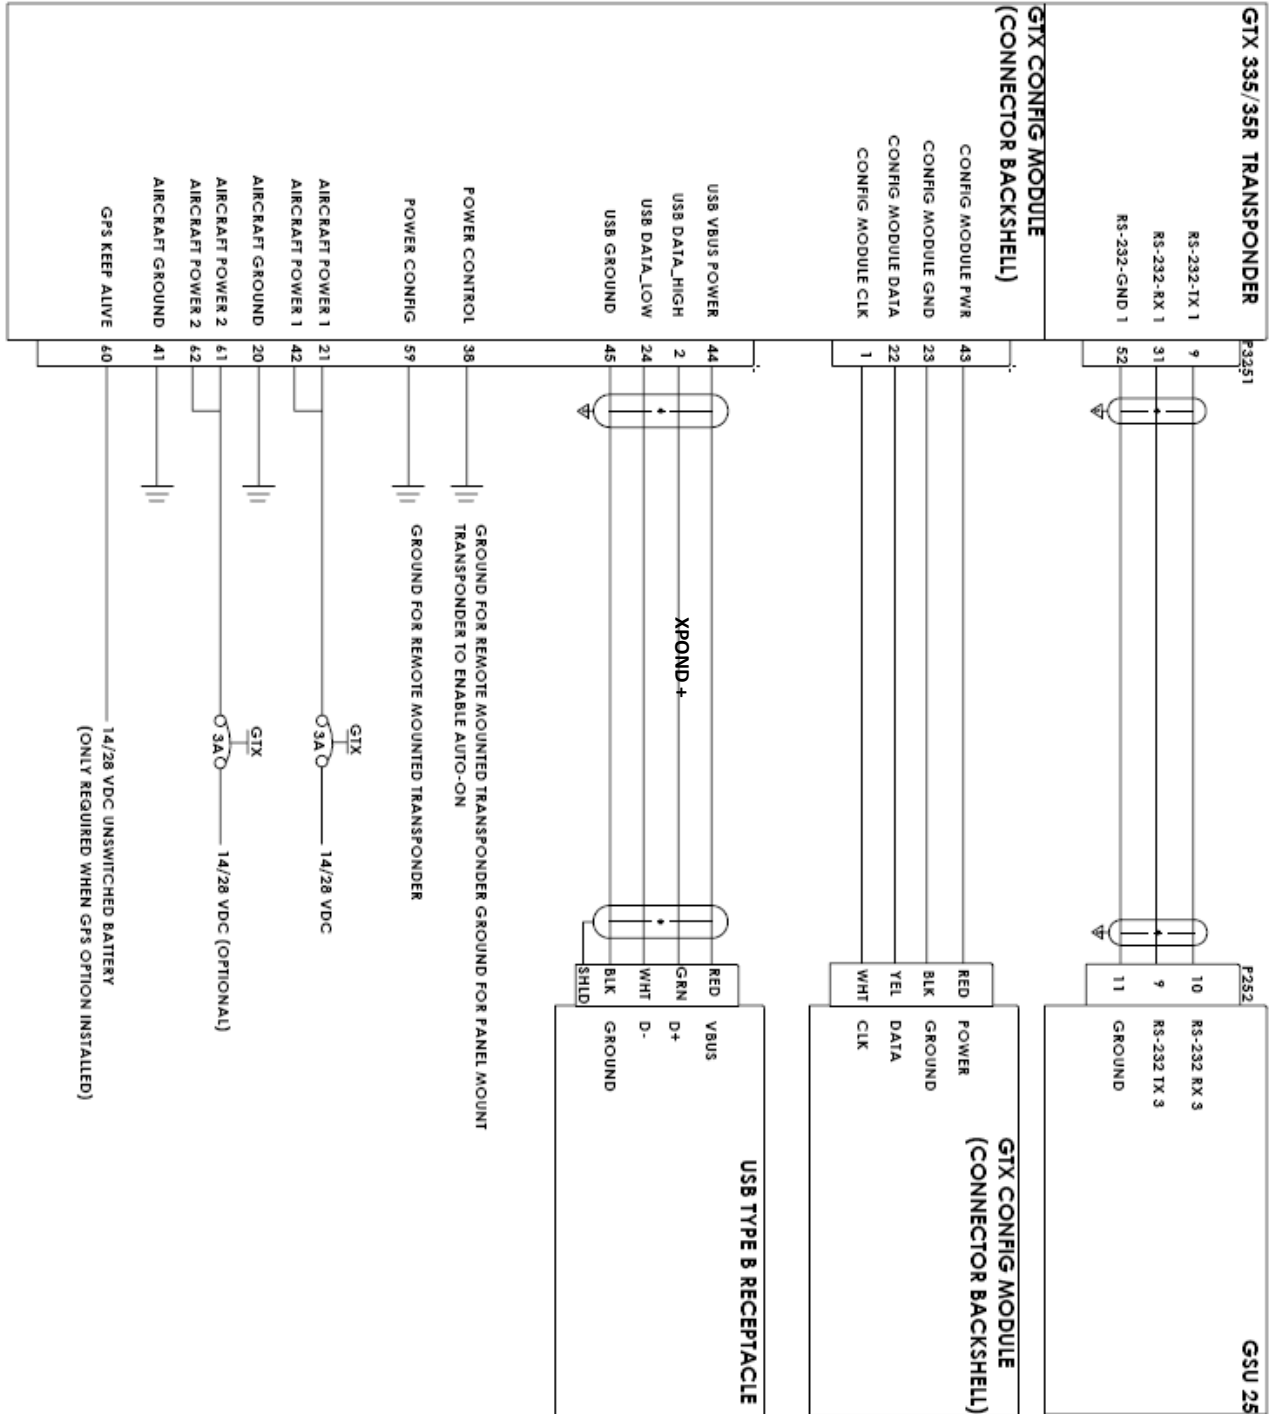 GTX 335/35R TRANSPONDER
P3251
P252
GSU 25
RS-232-TX 1 9 10 RS-232 RX 3
RS-232-RX 1 31 9 RS-232 TX 3
RS-232-GND 1 52 11 GROUND
GTX CONFIG MODULE
(CONNECTOR BACKSHELL)
GTX CONFIG MODULE
(CONNECTOR BACKSHELL)
CONFIG MODULE PWR 43 RED POWER
CONFIG MODULE GND 23 BLK GROUND
CONFIG MODULE DATA 22 YEL DATA
CONFIG MODULE CLK 1 WHT CLK
USB TYPE B RECEPTACLE
USB VBUS POWER 44 RED VBUS
USB DATA_HIGH 2 XPOND+ GRN D+
USB DATA_LOW 24 WHT D-
USB GROUND 45 BLK GROUND
SHLD
POWER CONTROL 38 GROUND FOR REMOTE MOUNTED TRANSPONDER GROUND FOR PANEL MOUNT
TRANSPONDER TO ENABLE AUTO-ON
POWER CONFIG 59 GROUND FOR REMOTE MOUNTED TRANSPONDER
GTX
AIRCRAFT POWER 1 21 3A 14/28 VDC
AIRCRAFT POWER 1 42
AIRCRAFT GROUND 20
GTX
AIRCRAFT POWER 2 61 3A 14/28 VDC (OPTIONAL)
AIRCRAFT POWER 2 62
AIRCRAFT GROUND 41
GPS KEEP ALIVE 60 14/28 VDC UNSWITCHED BATTERY
(ONLY REQUIRED WHEN GPS OPTION INSTALLED)